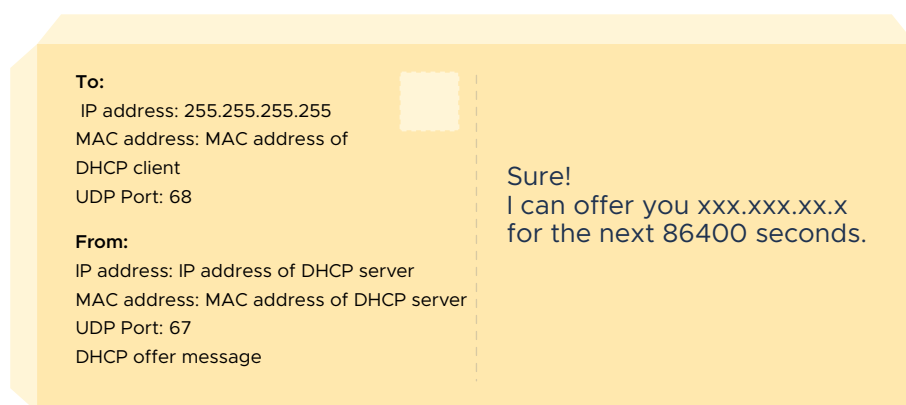 To:
IP address: 255.255.255.255
MAC address: MAC address of
DHCP client
UDP Port: 68
From:
IP address: IP address of DHCP server
MAC address: MAC address of DHCP server
UDP Port: 67
DHCP offer message
Sure!
I can offer you xxx.xxx.xx.x
for the next 86400 seconds.